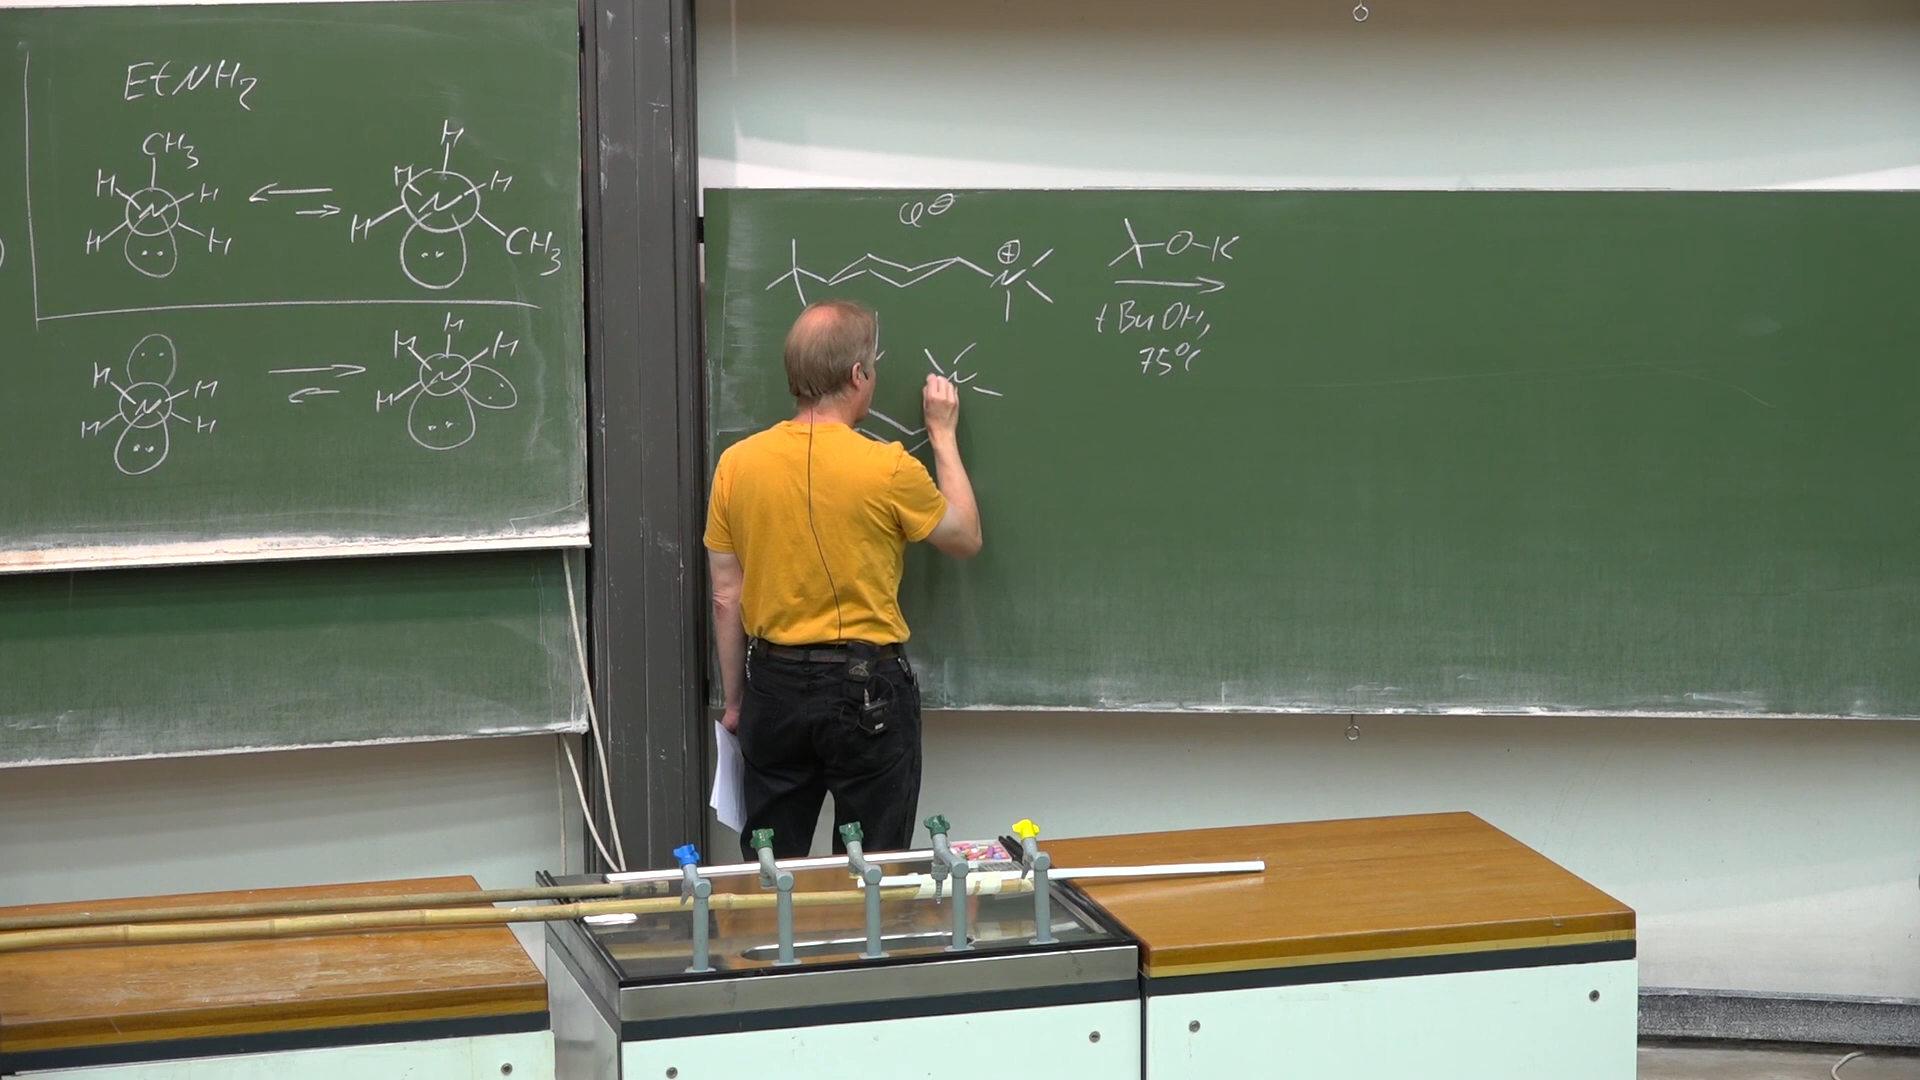 EtNH2
CH3 H H N H H
H H H N H CH3
H H N H H
H H H N H
Cl⊖
N⊕
O-K
tBuOH,
75°C
N